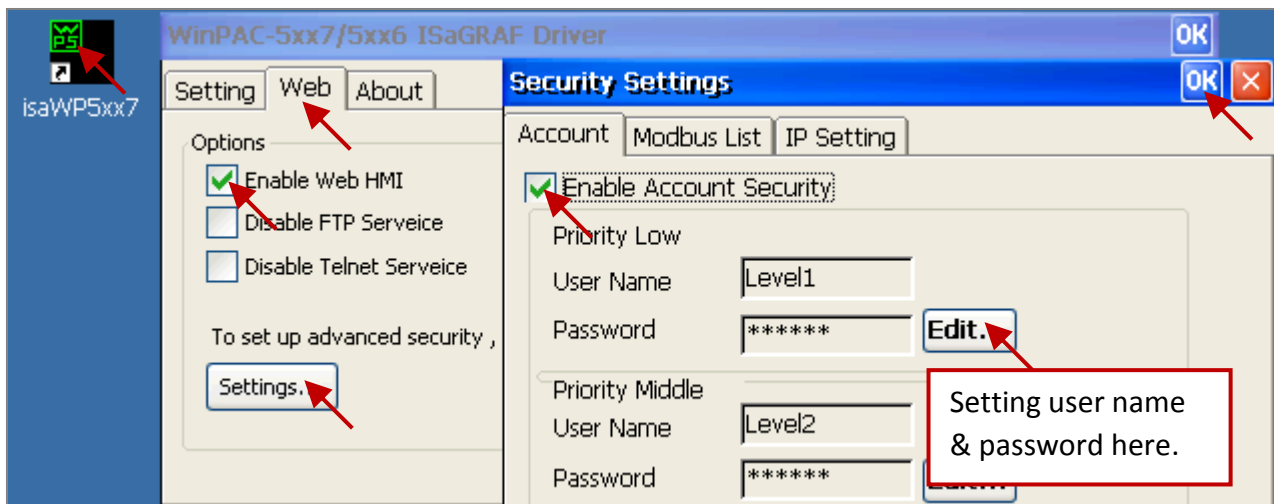 WPS
isaWP5xx7
WinPAC-5xx7/5xx6 ISaGRAF Driver
OK
Setting
Web
About
Options
Enable Web HMI
Disable FTP Serveice
Disable Telnet Serveice
To set up advanced security ,
Settings.
Security Settings
OK
Account
Modbus List
IP Setting
Enable Account Security
Priority Low
User Name
Level1
Password
******
Edit.
Priority Middle
User Name
Level2
Password
******
Setting user name
& password here.